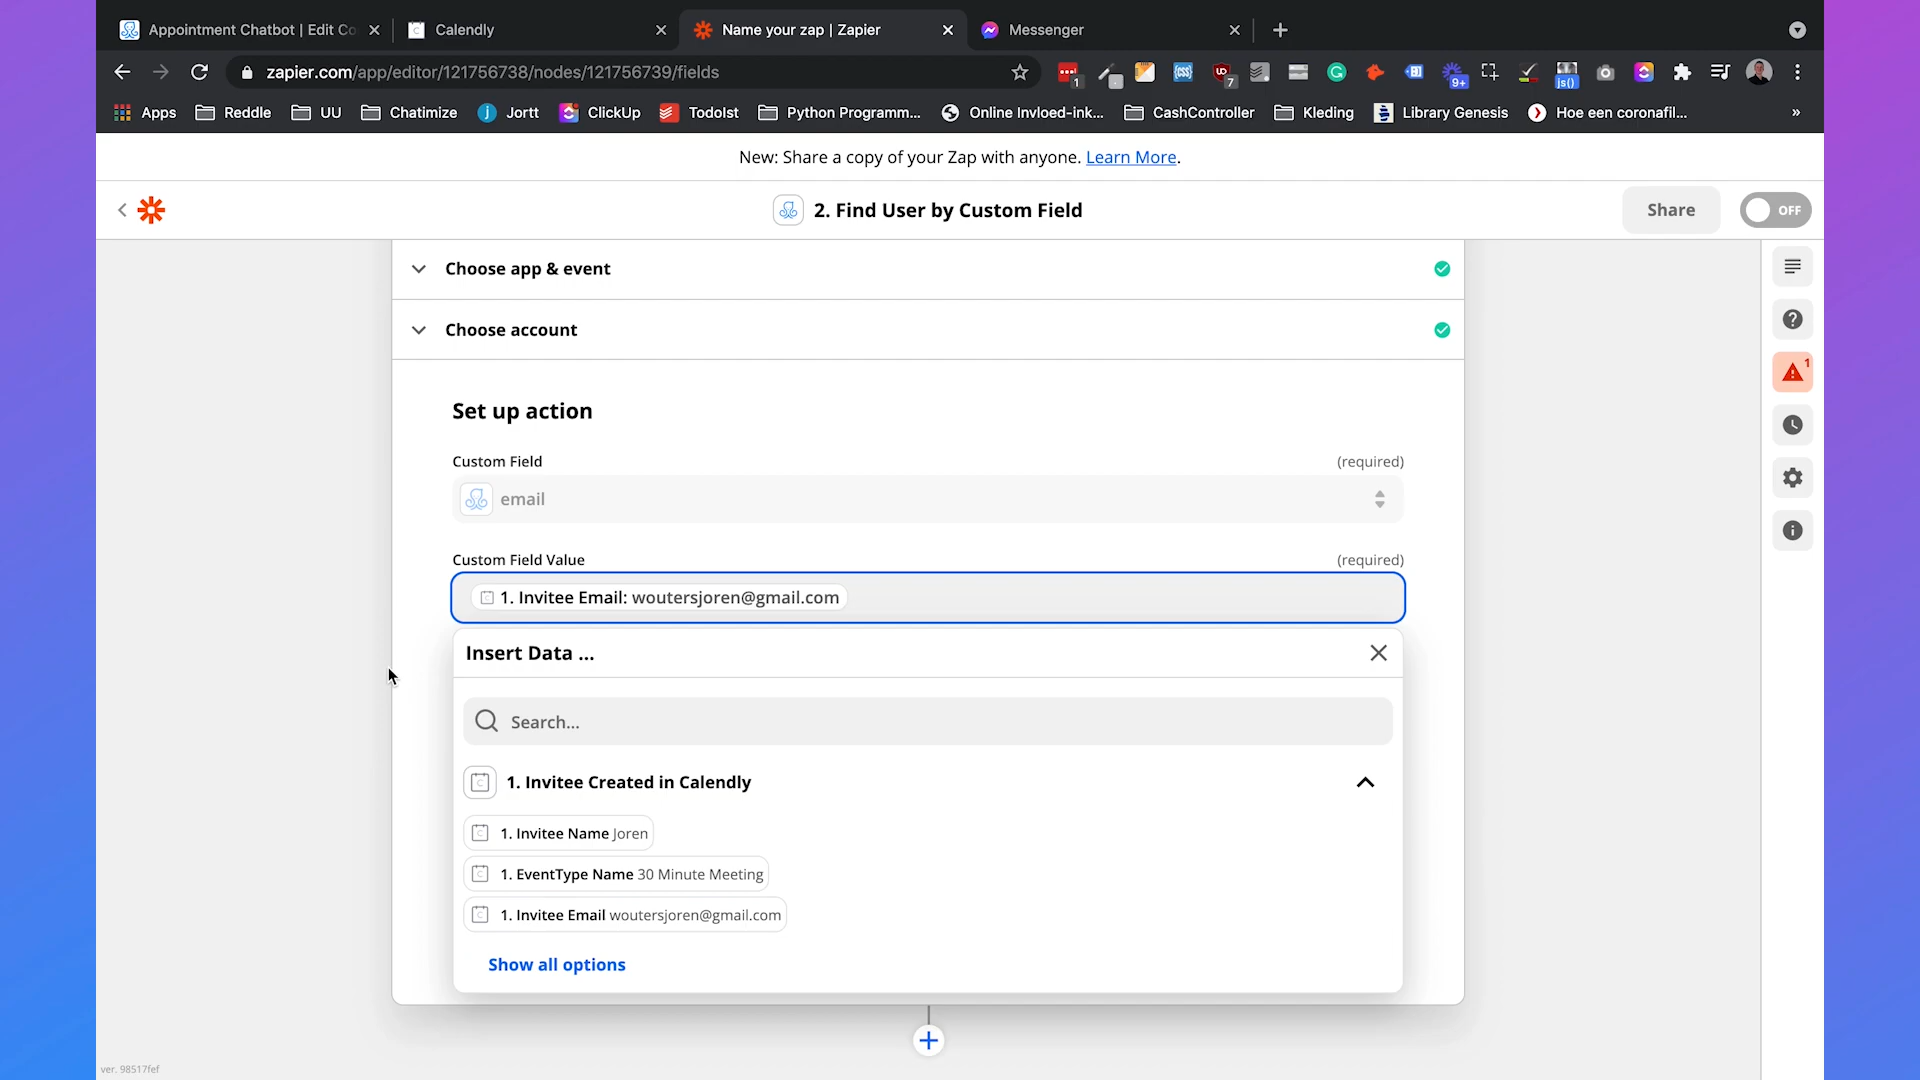 Appointment Chatbot | Edit Co
Calendly
Name your zap | Zapier
Messenger
zapier.com/app/editor/121756738/nodes/121756739/fields
1
7
9+
js()
Apps
Reddle
UU
Chatimize
Jortt
ClickUp
TodoIst
Python Programm...
Online Invloed-ink...
CashController
Kleding
Library Genesis
Hoe een coronafil...
»
New: Share a copy of your Zap with anyone. Learn More.
2. Find User by Custom Field
Share
OFF
Choose app & event
Choose account
1
Set up action
Custom Field
(required)
email
Custom Field Value
(required)
1. Invitee Email: woutersjoren@gmail.com
Insert Data ...
Search...
1. Invitee Created in Calendly
1. Invitee Name Joren
1. EventType Name 30 Minute Meeting
1. Invitee Email woutersjoren@gmail.com
Show all options
ver. 98517fef